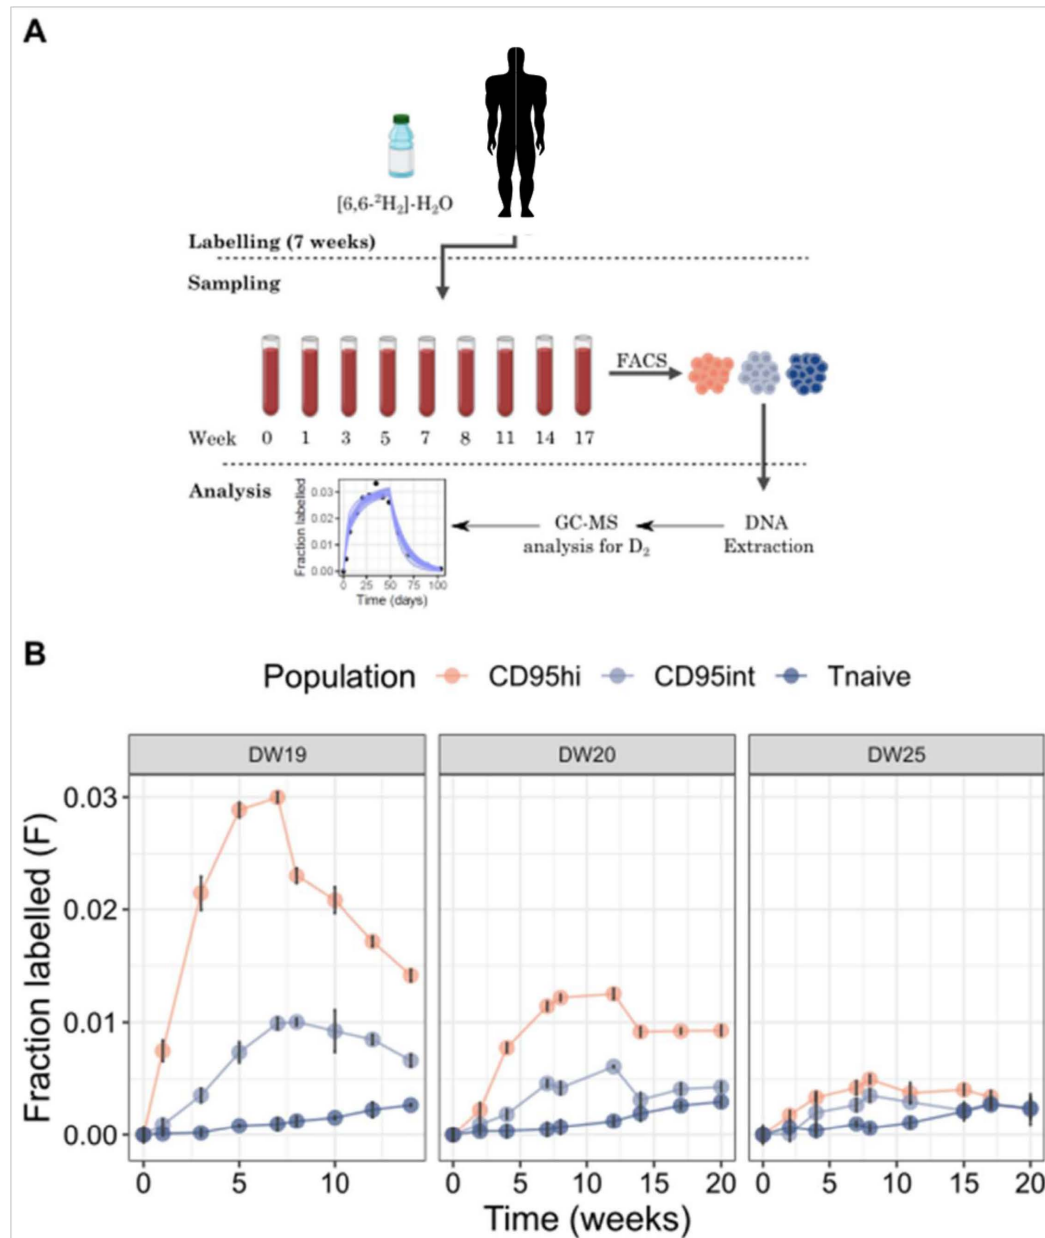 A
[6,6-²H₂]-H₂O
Labelling (7 weeks)
Sampling
FACS
Week 0 1 3 5 7 8 11 14 17
Analysis
Fraction labelled
0.03
0.02
0.01
0.00
0 25 50 75 100
Time (days)
GC-MS
analysis for D₂
DNA
Extraction
B
Population CD95hi CD95int Tnaive
DW19 DW20 DW25
Fraction labelled (F)
0.03
0.02
0.01
0.00
0 5 10 0 5 10 15 20 0 5 10 15 20
Time (weeks)